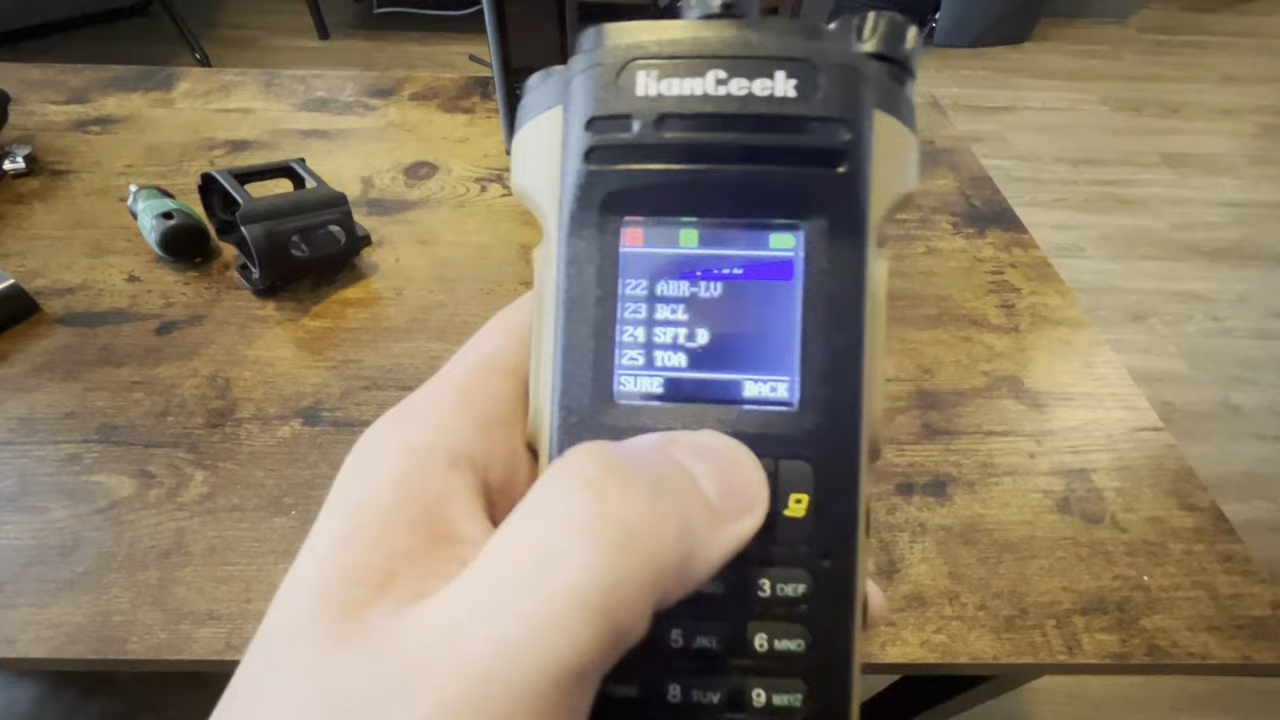 HanGeek
22 ABR-LV
23 BCL
24 SFT_D
25 TOA
SURE BACK
3 DEF
5 JKL 6 MNO
8 TUV 9 WXYZ